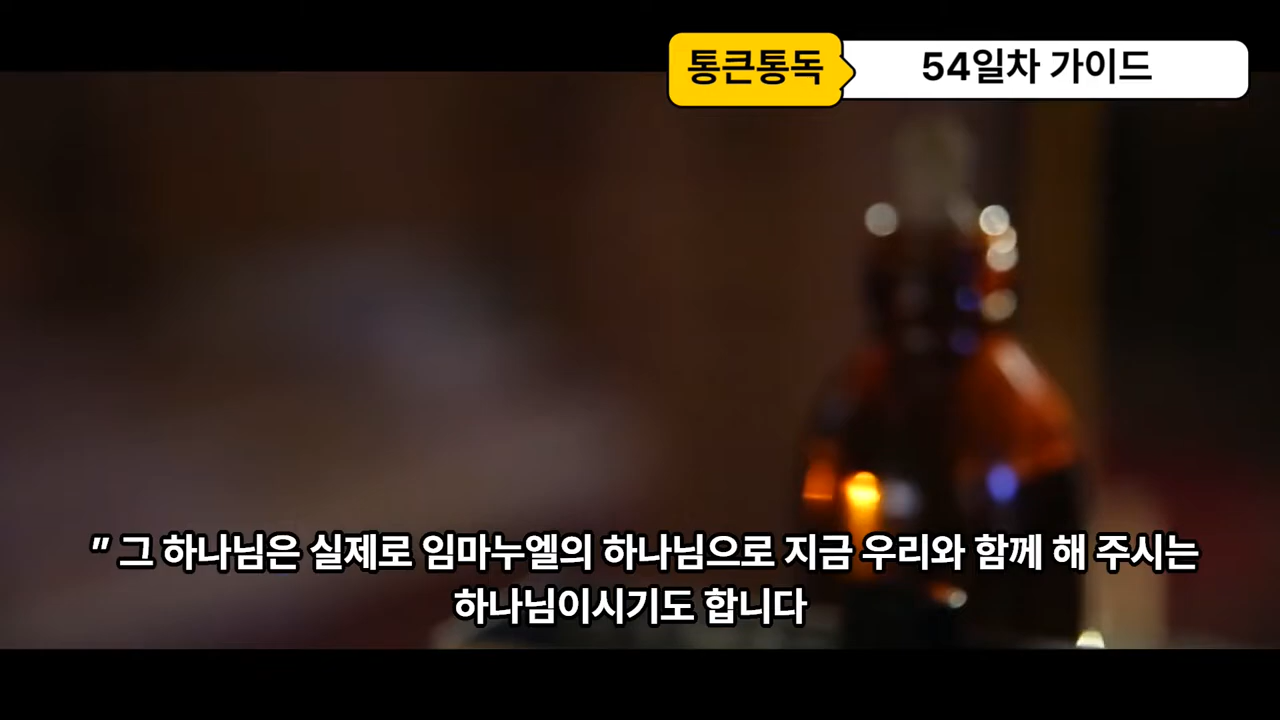 통큰통독
54일차 가이드
" 그 하나님은 실제로 임마누엘의 하나님으로 지금 우리와 함께 해 주시는
하나님이시기도 합니다